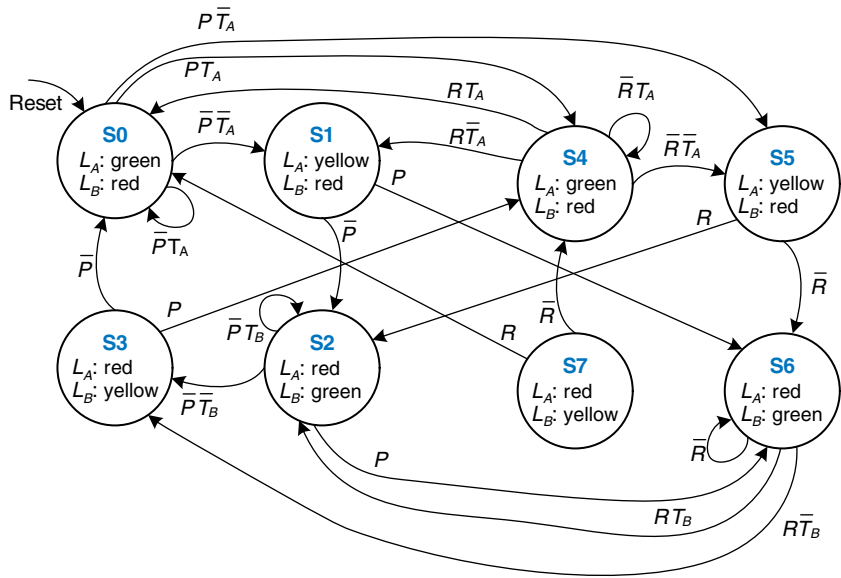 P T̅A
PTA
Reset
RTA
R̅TA
S0
LA: green
LB: red
P̅ T̅A
S1
LA: yellow
LB: red
RT̅A
S4
LA: green
LB: red
R̅T̅A
S5
LA: yellow
LB: red
P
R
P̅TA
P̅
P̅
R̅
P
P̅TB
R
R̅
S3
LA: red
LB: yellow
S2
LA: red
LB: green
S7
LA: red
LB: yellow
S6
LA: red
LB: green
P̅ T̅B
R̅
P
RTB
RT̅B